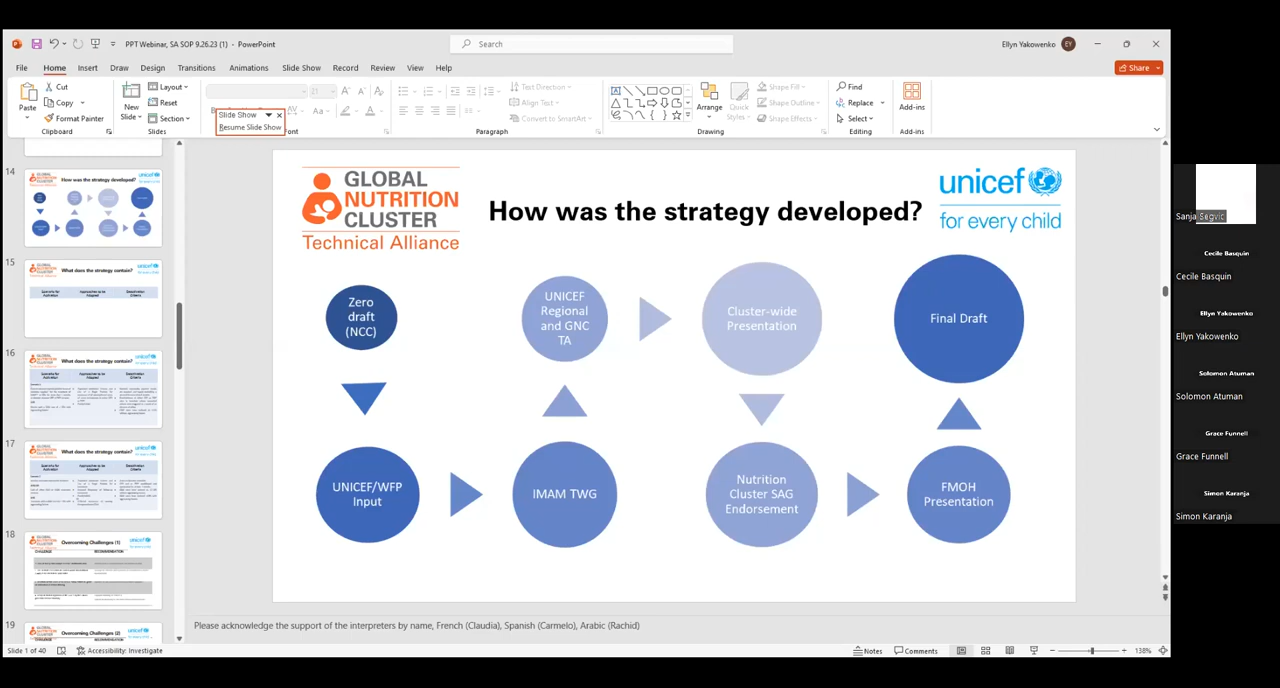 PPT Webinar, SA SOP 9.26.23 (1) - PowerPoint
Search
Ellyn Yakowenko
EY
File Home Insert Draw Design Transitions Animations Slide Show Record Review View Help
Share
Paste
Cut
Copy
Format Painter
Clipboard
New
Slide
Layout
Reset
Section
Slides
Slide Show
Resume Slide Show
Aa
Text Direction
Align Text
Convert to SmartArt
Paragraph
Arrange
Quick
Styles
Shape Fill
Shape Outline
Shape Effects
Drawing
Find
Replace
Select
Editing
Add-ins
Add-ins
14
How was the strategy developed?
15
What does the strategy contain?
16
What does the strategy contain?
17
What does the strategy contain?
18
Overcoming Challenges (1)
CHALLENGE
RECOMMENDATION
19
Overcoming Challenges (2)
GLOBAL
NUTRITION
CLUSTER
Technical Alliance
How was the strategy developed?
unicef
for every child
Zero
draft
(NCC)
UNICEF
Regional
and GNC
TA
Cluster-wide
Presentation
Final Draft
UNICEF/WFP
Input
IMAM TWG
Nutrition
Cluster SAG
Endorsement
FMOH
Presentation
Please acknowledge the support of the interpreters by name, French (Claudia), Spanish (Carmelo), Arabic (Rachid)
Slide 1 of 40
Accessibility: Investigate
Notes
Comments
138%
Sanja Segvic
Cecile Basquin
Cecile Basquin
Ellyn Yakowenko
Ellyn Yakowenko
Solomon Atuman
Solomon Atuman
Grace Funnell
Grace Funnell
Simon Karanja
Simon Karanja